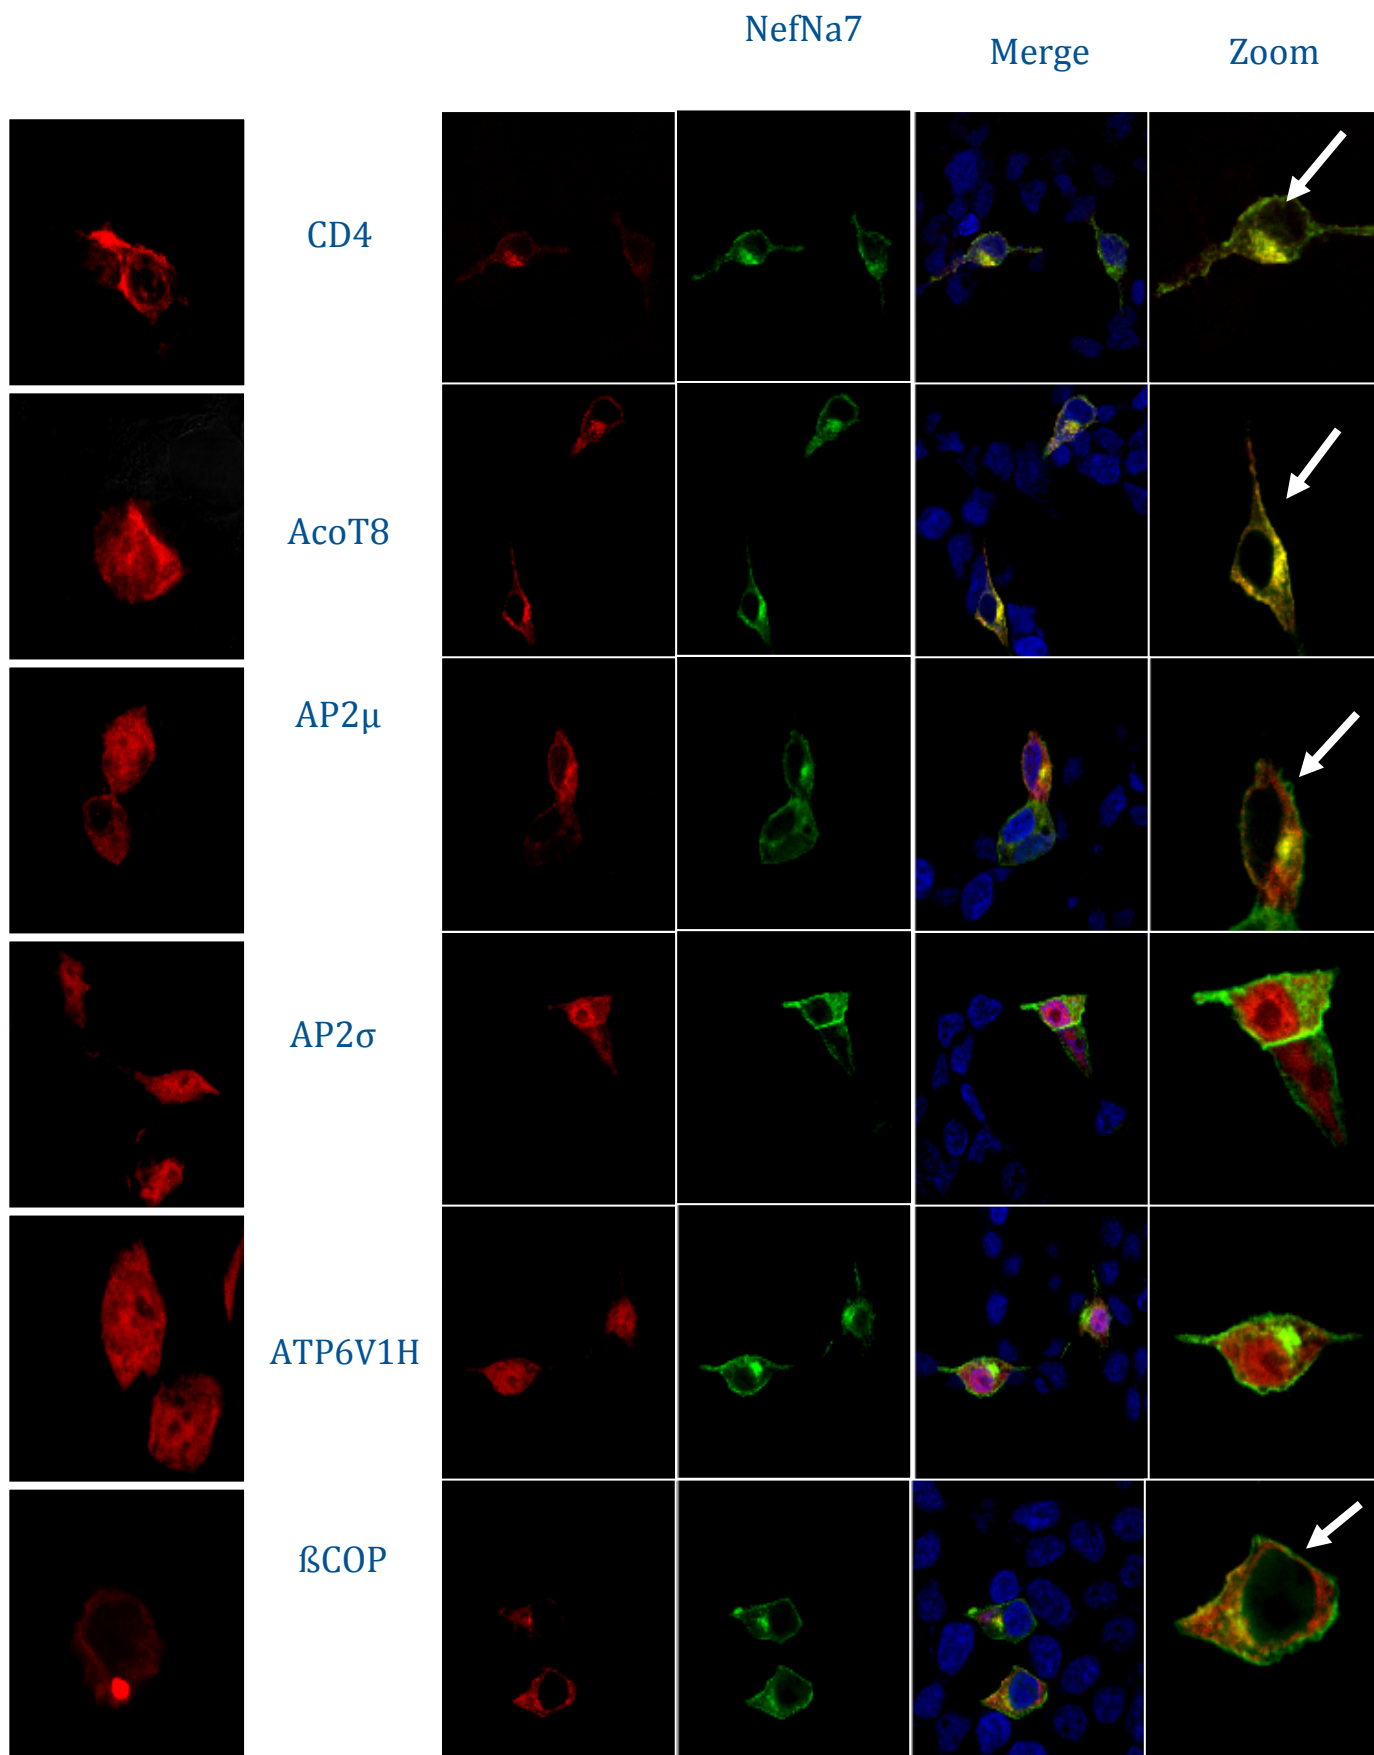 NefNa7
Merge
Zoom
CD4
AcoT8
AP2μ
AP2σ
ATP6V1H
ßCOP